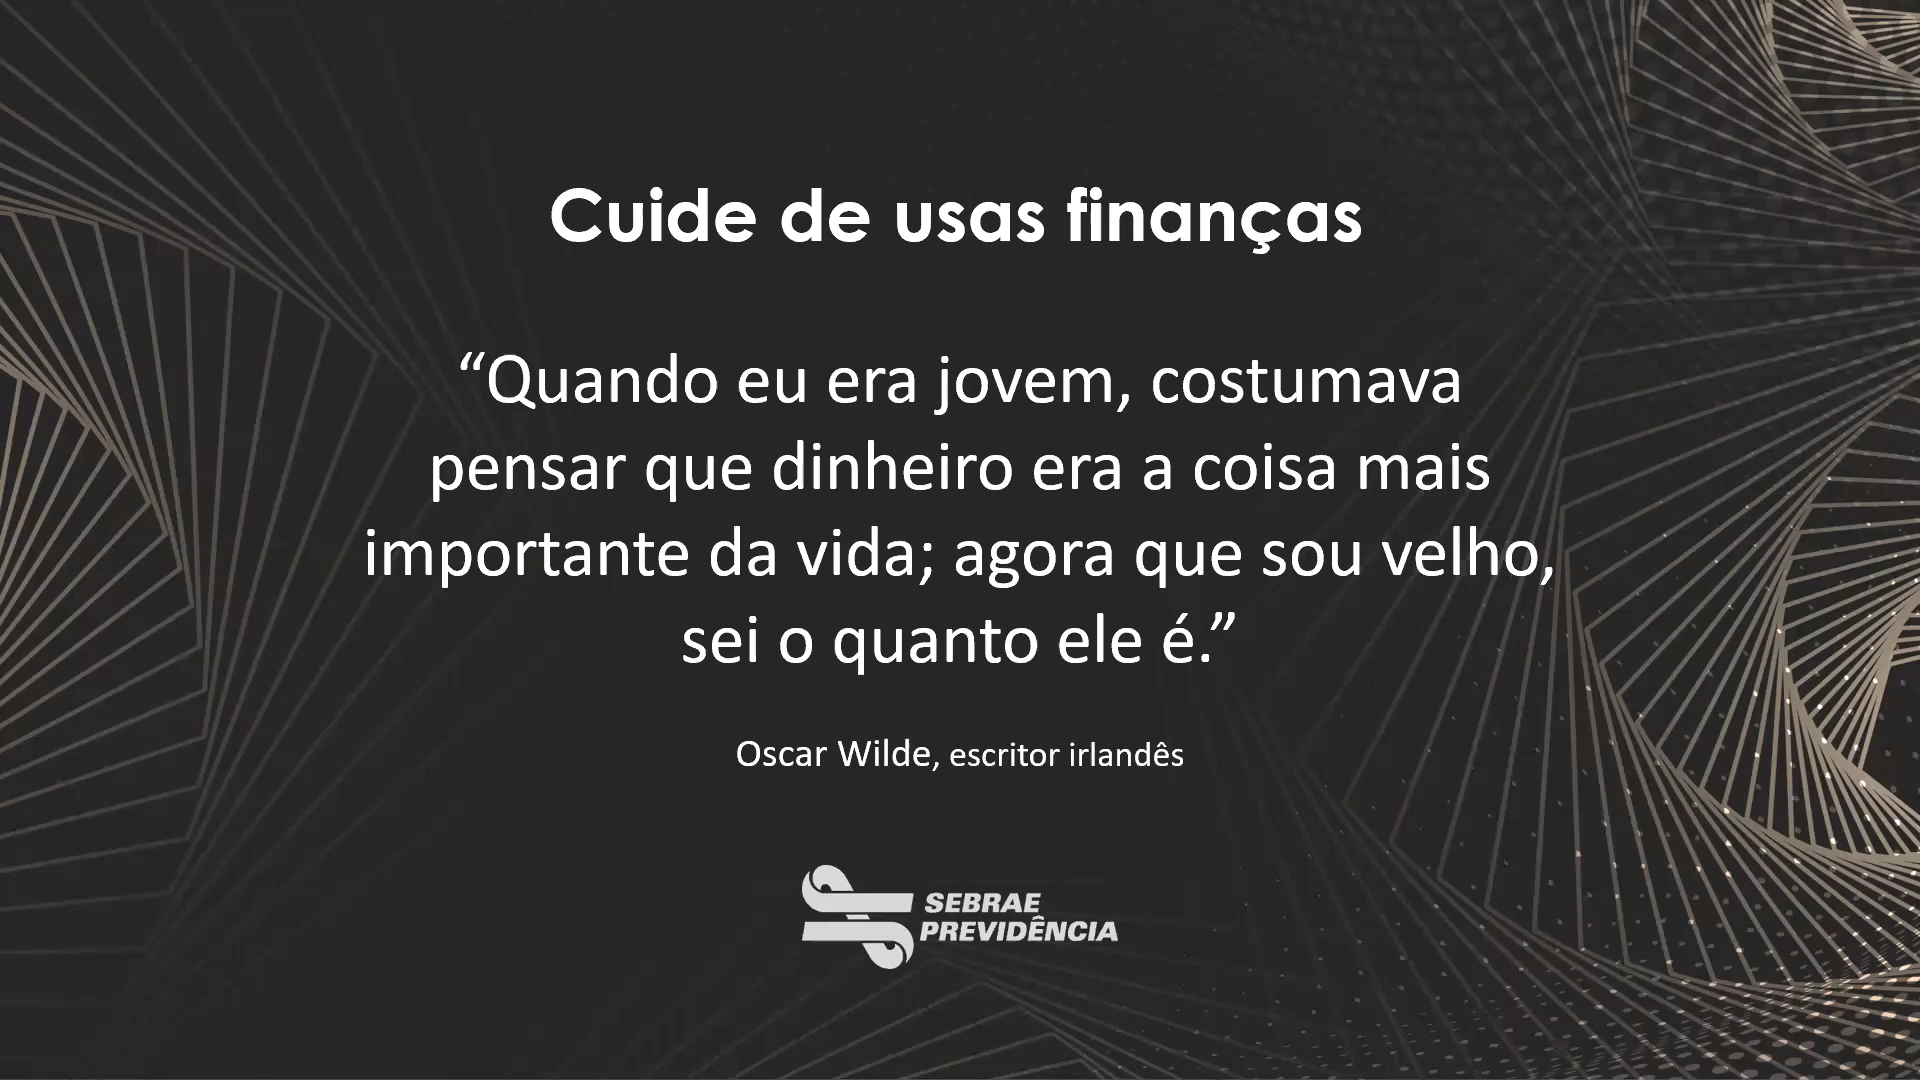 Cuide de usas finanças
“Quando eu era jovem, costumava
pensar que dinheiro era a coisa mais
importante da vida; agora que sou velho,
sei o quanto ele é.”
Oscar Wilde, escritor irlandês
SEBRAE
PREVIDÊNCIA